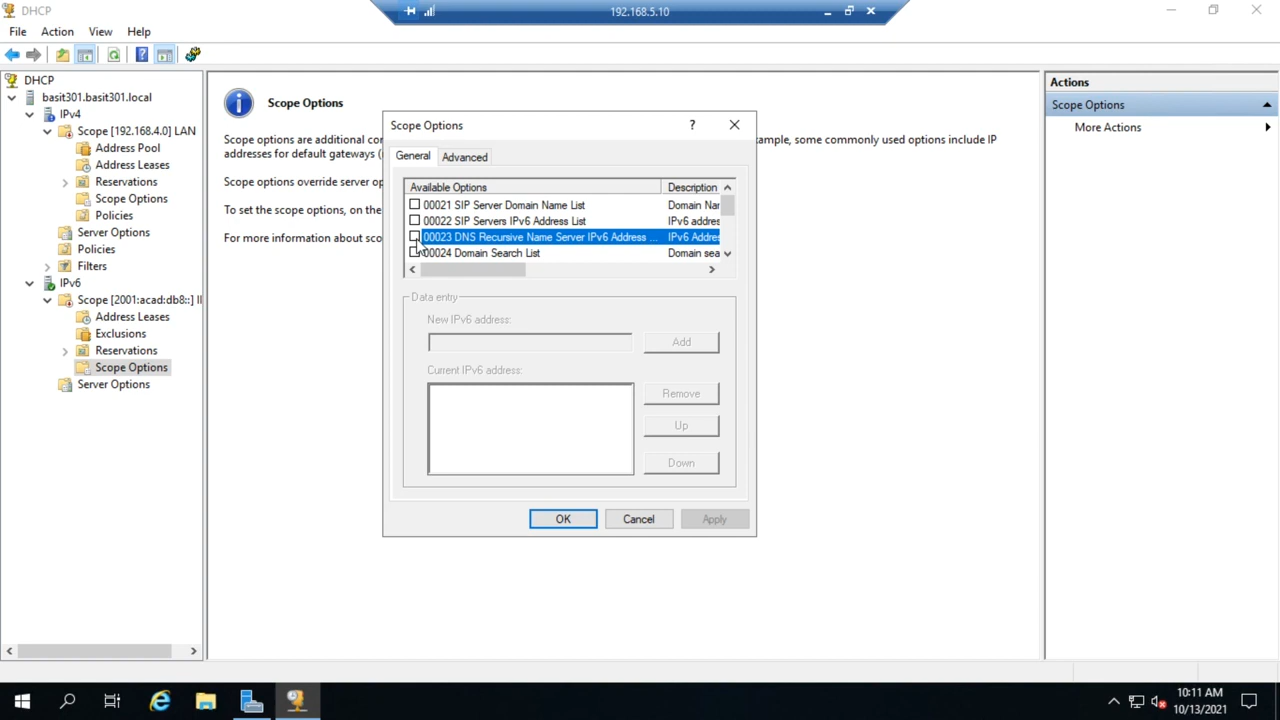 DHCP
192.168.5.10
File Action View Help
DHCP
basit301.basit301.local
IPv4
Scope [192.168.4.0] LAN
Address Pool
Address Leases
Reservations
Scope Options
Policies
Server Options
Policies
Filters
IPv6
Scope [2001:acad:db8::] II
Address Leases
Exclusions
Reservations
Scope Options
Server Options
Scope Options
Scope options are additional con
xample, some commonly used options include IP
addresses for default gateways (
Scope options override server op
To set the scope options, on the
For more information about sco
Scope Options
?
General Advanced
Available Options Description
00021 SIP Server Domain Name List Domain Nar
00022 SIP Servers IPv6 Address List IPv6 addres
00023 DNS Recursive Name Server IPv6 Address ... IPv6 Addres
00024 Domain Search List Domain sea
Data entry
New IPv6 address:
Add
Current IPv6 address:
Remove
Up
Down
OK Cancel Apply
Actions
Scope Options
More Actions
10:11 AM
10/13/2021